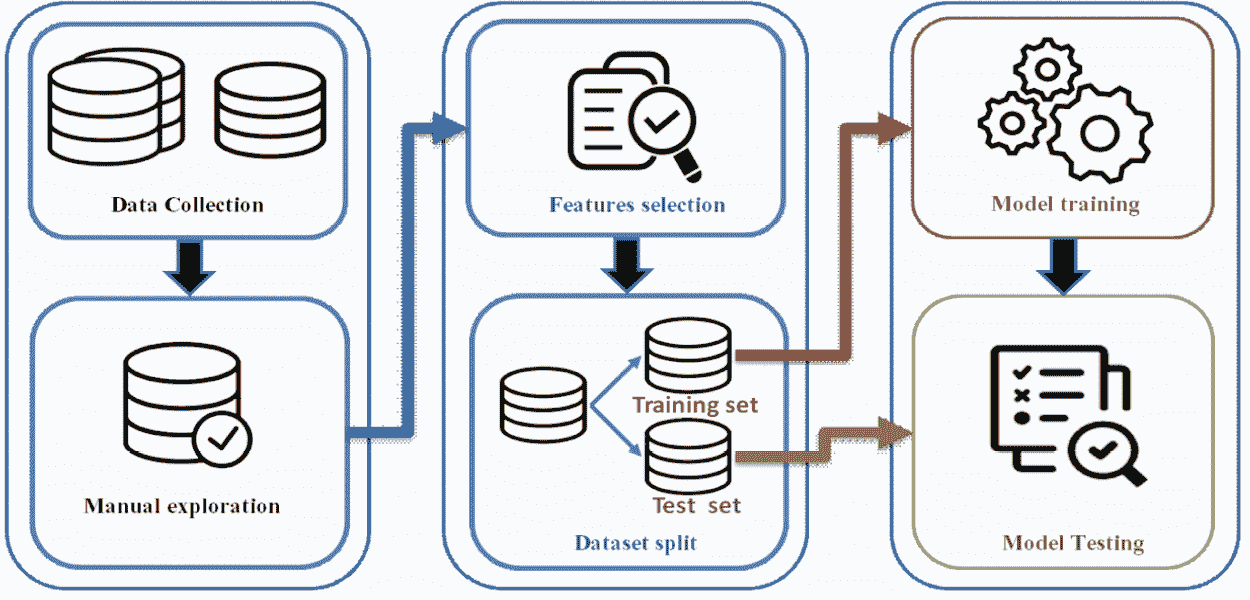 Data Collection
Manual exploration
Features selection
Training set
Test set
Dataset split
Model training
Model Testing